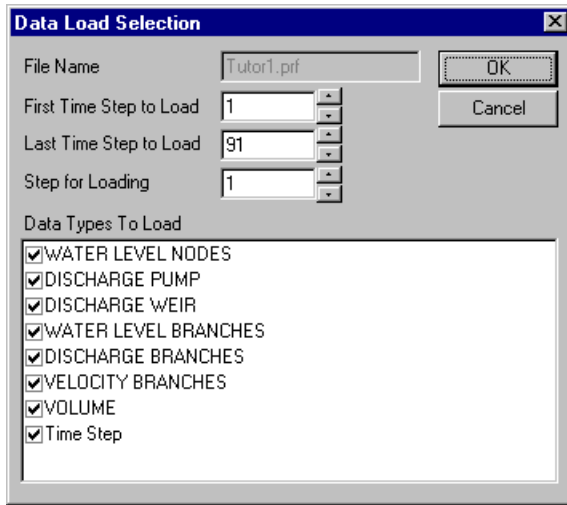 Data Load Selection
File Name Tutor1.prf OK
First Time Step to Load 1 Cancel
Last Time Step to Load 91
Step for Loading 1
Data Types To Load
WATER LEVEL NODES
DISCHARGE PUMP
DISCHARGE WEIR
WATER LEVEL BRANCHES
DISCHARGE BRANCHES
VELOCITY BRANCHES
VOLUME
Time Step